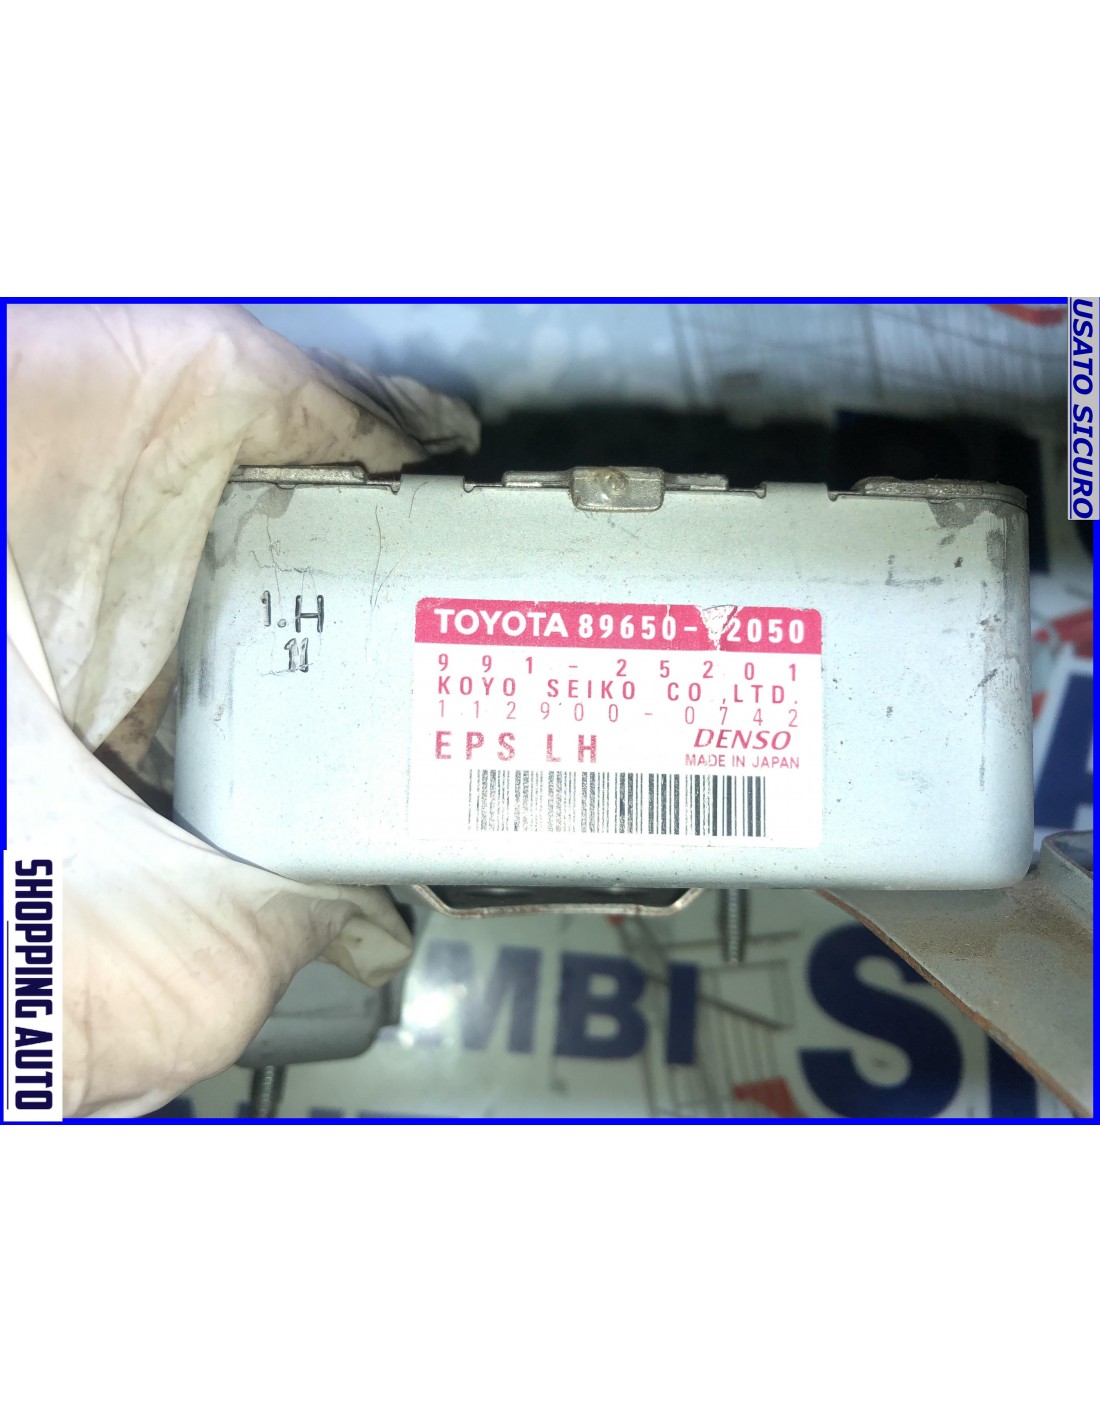 USATO SICURO
1.H
11
TOYOTA 89650- 2050
991-25201
KOYO SEIKO CO.,LTD.
112900-0742
EPS LH
DENSO
MADE IN JAPAN
SHOPPING AUTO